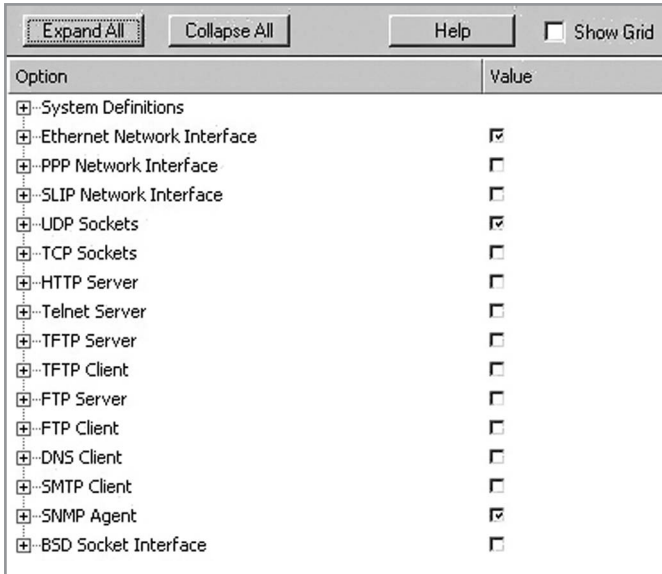 Expand All Collapse All Help Show Grid
Option Value
System Definitions
Ethernet Network Interface
PPP Network Interface
SLIP Network Interface
UDP Sockets
TCP Sockets
HTTP Server
Telnet Server
TFTP Server
TFTP Client
FTP Server
FTP Client
DNS Client
SMTP Client
SNMP Agent
BSD Socket Interface